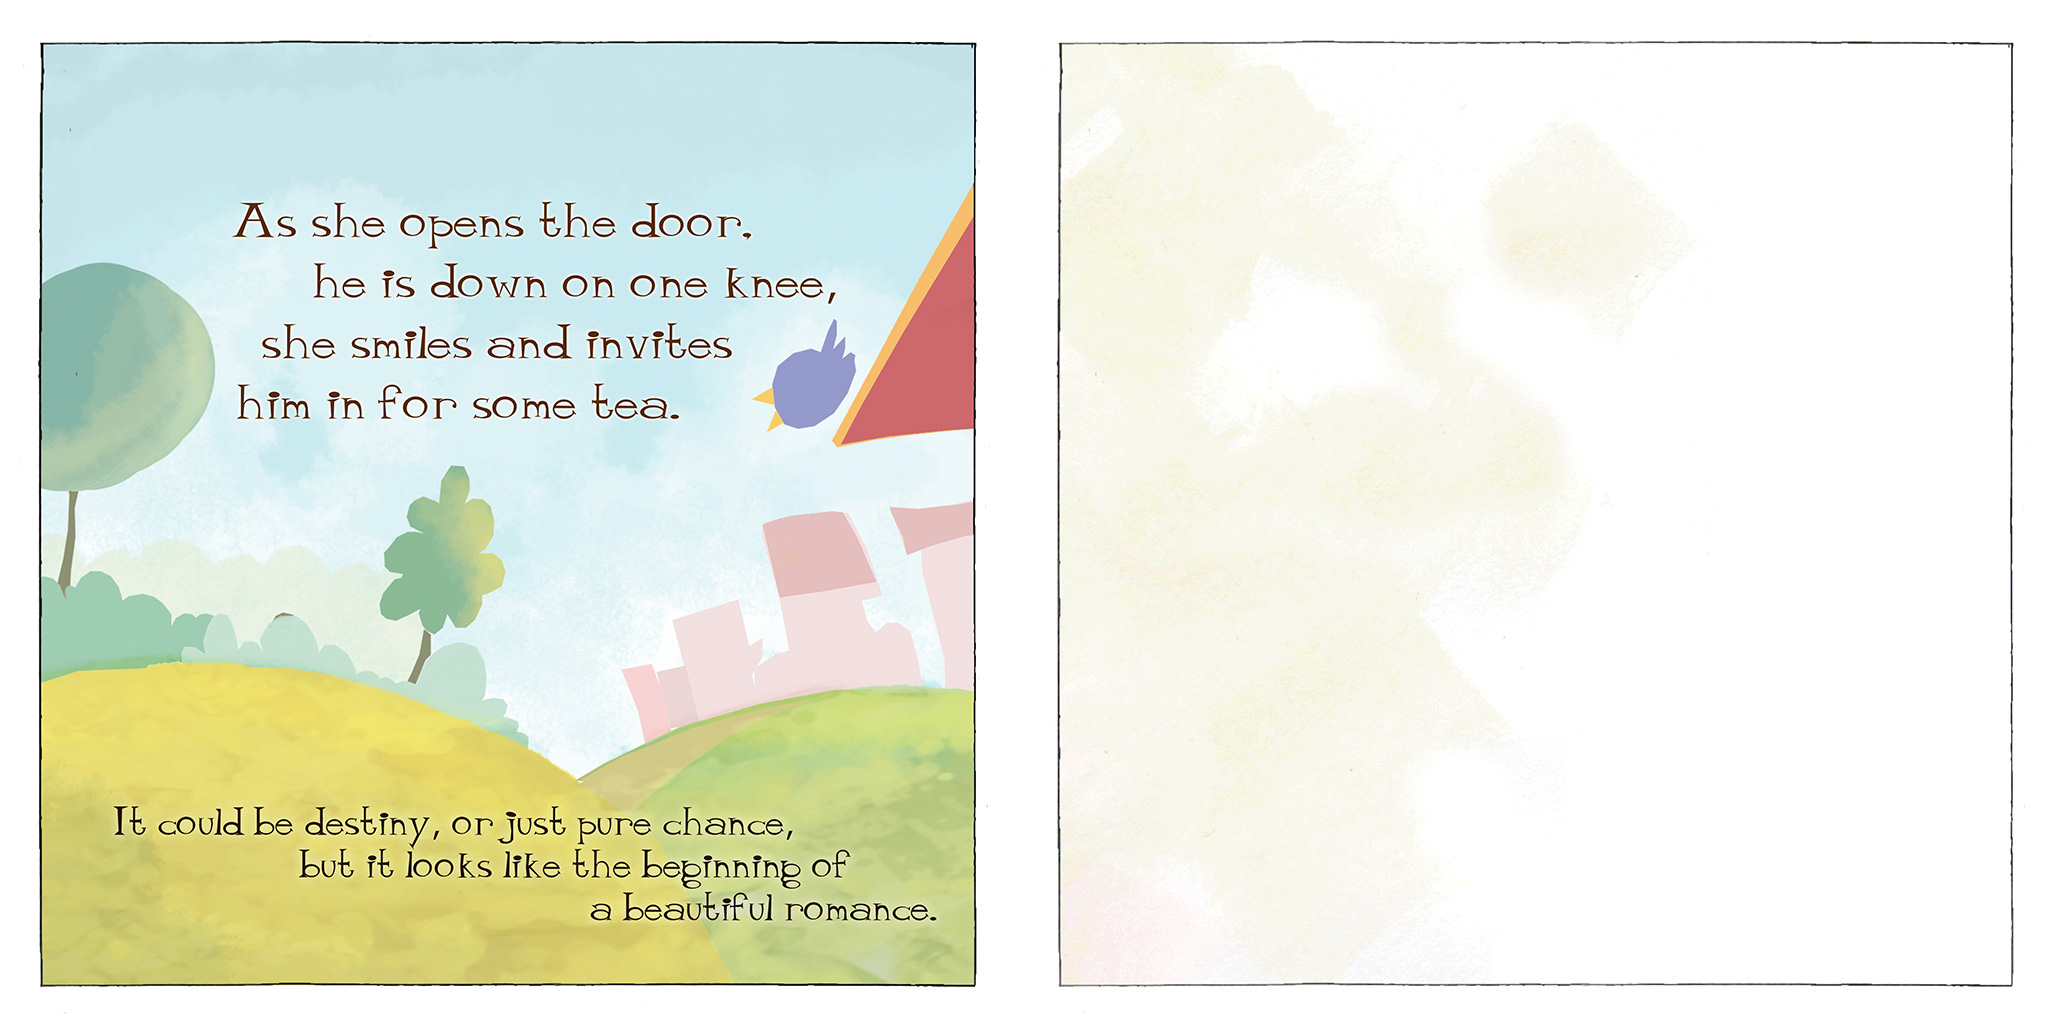 As she opens the door,
he is down on one knee,
she smiles and invites
him in for some tea.
It could be destiny, or just pure chance,
but it looks like the beginning of
a beautiful romance.